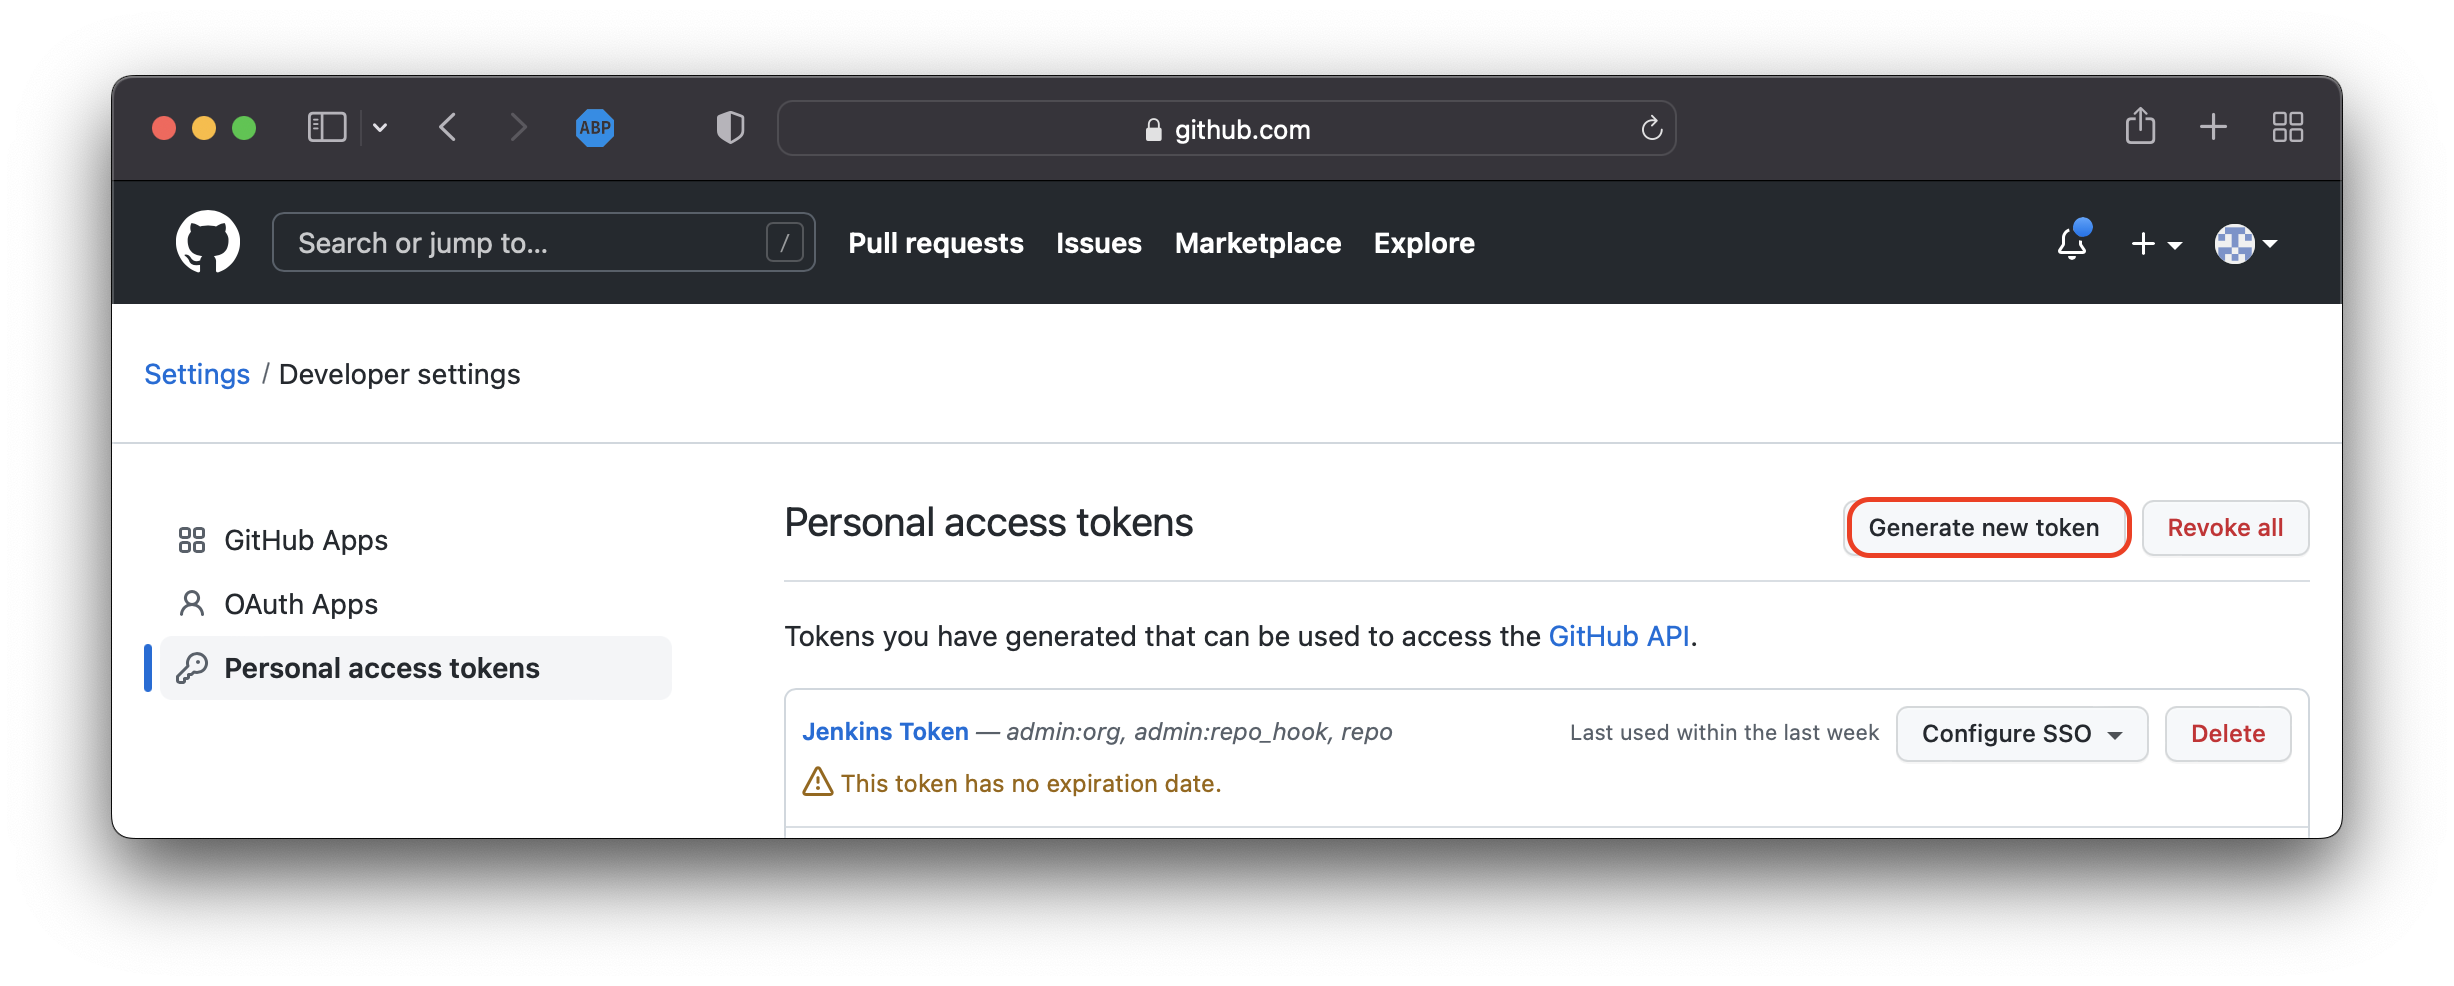 ABP
github.com
Search or jump to... /
Pull requests Issues Marketplace Explore
Settings / Developer settings
GitHub Apps
OAuth Apps
Personal access tokens
Personal access tokens
Generate new token
Revoke all
Tokens you have generated that can be used to access the GitHub API.
Jenkins Token — admin:org, admin:repo_hook, repo
Last used within the last week
Configure SSO
Delete
This token has no expiration date.